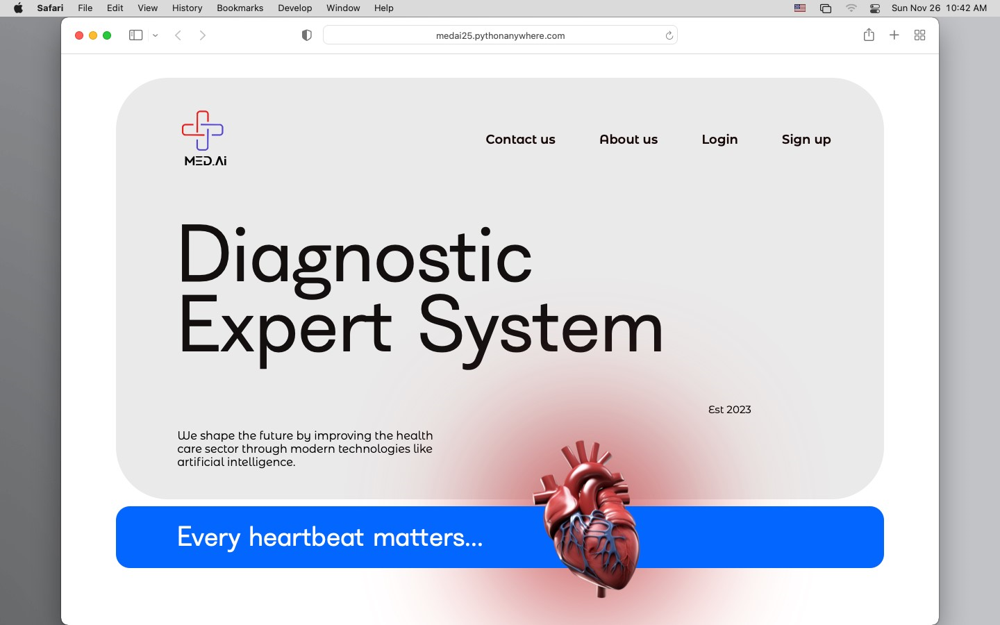 Safari File Edit View History Bookmarks Develop Window Help Sun Nov 26 10:42 AM
medai25.pythonanywhere.com
MED.Ai
Contact us About us Login Sign up
Diagnostic
Expert System
Est 2023
We shape the future by improving the health
care sector through modern technologies like
artificial intelligence.
Every heartbeat matters...